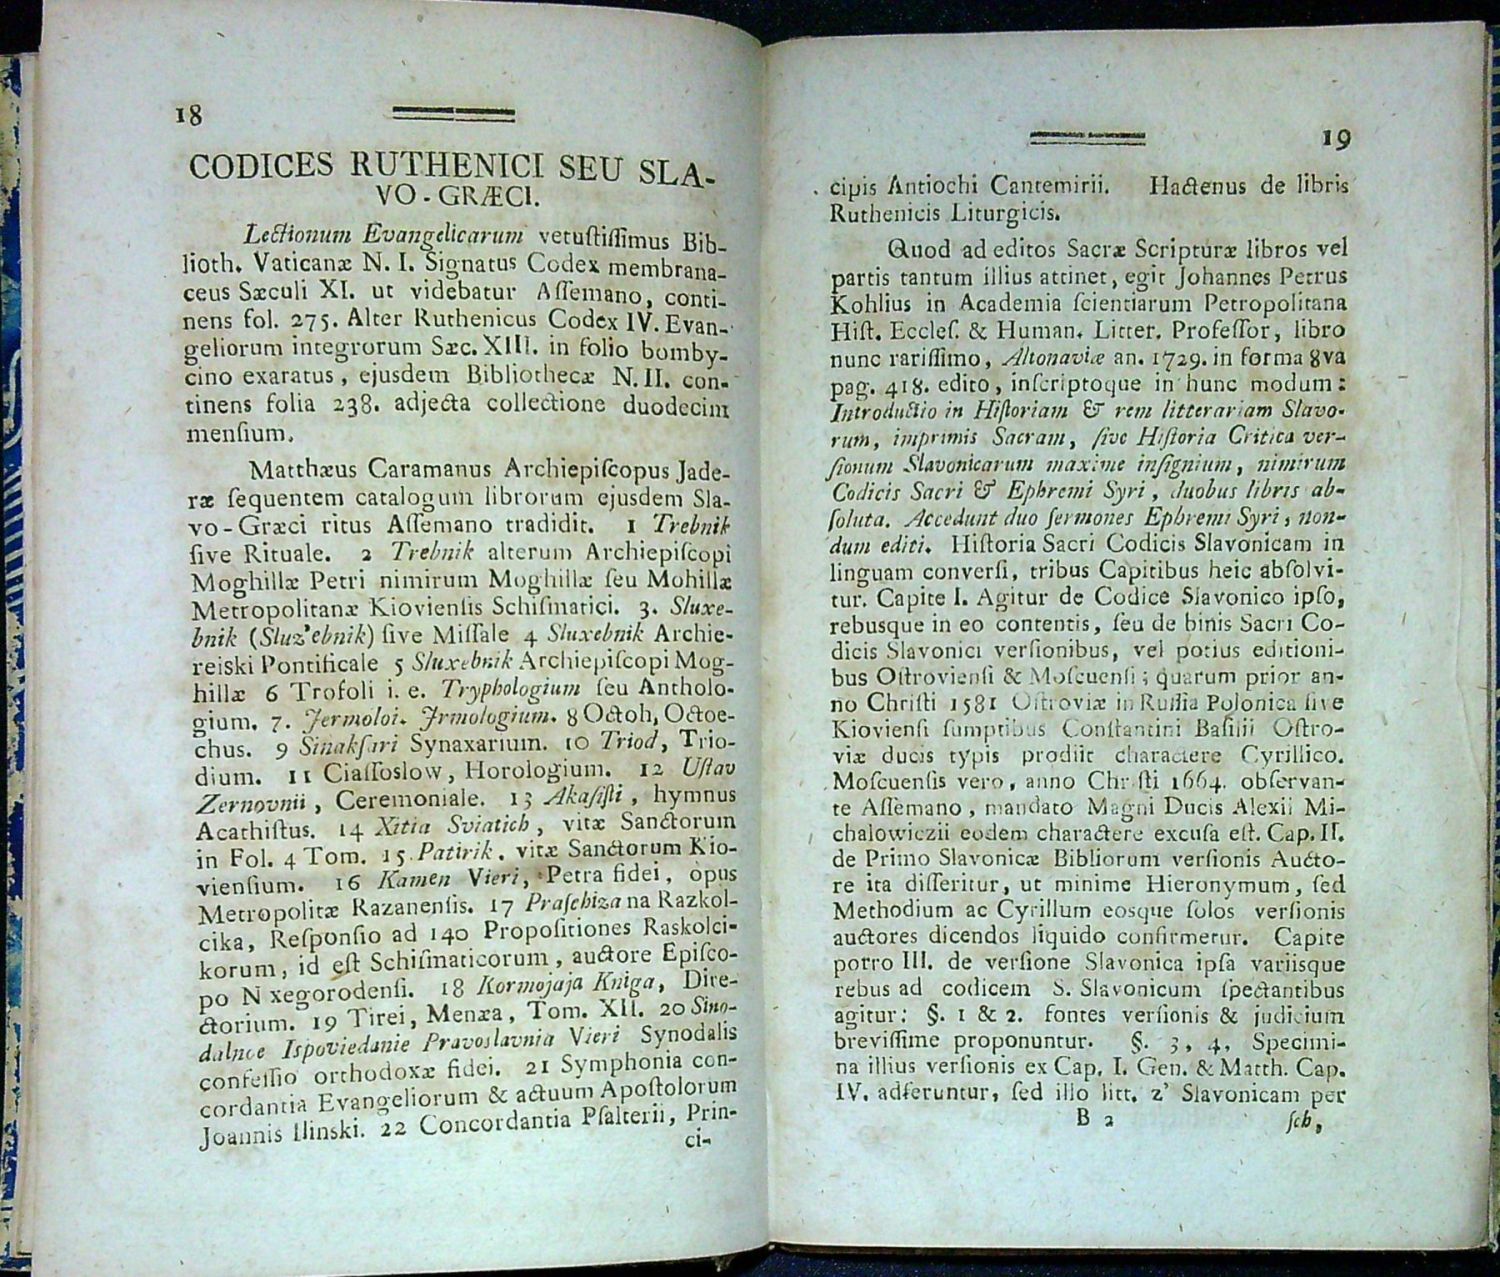 18
CODICES RUTHENICI SEU SLA-
VO-GRÆCI.
Lectionum Evangelicarum vetuſtiſſimus Bib-
lioth. Vaticanæ N. I. Signatus Codex membrana-
ceus Sæculi XI. ut videbatur Aſſemano, conti-
nens fol. 275. Alter Ruthenicus Codex IV. Evan-
geliorum integrorum Sæc. XIII. in folio bomby-
cino exaratus, ejusdem Bibliothecæ N. II. con-
tinens folia 238. adjecta collectione duodecim
menſium.
Matthæus Caramanus Archiepiſcopus Jade-
ræ ſequentem catalogum librorum ejusdem Sla-
vo-Græci ritus Aſſemano tradidit. 1 Trebnik
ſive Rituale. 2 Trebnik alterum Archiepiſcopi
Moghillæ Petri nimirum Moghillæ ſeu Mohillæ
Metropolitanæ Kiovienſis Schiſmatici. 3. Sluxe-
bnik (Sluz'ebnik) ſive Miſſale 4 Sluxebnik Archie-
reiski Pontificale 5 Sluxebnik Archiepiſcopi Mog-
hillæ 6 Trofoli i. e. Tryphologium ſeu Antholo-
gium. 7. Jermoloi. Jrmologium. 8 Octoh, Octoe-
chus. 9 Sinakſari Synaxarium. 10 Triod, Trio-
dium. 11 Ciaſſoslow, Horologium. 12 Uſtav
Zernovnii, Ceremoniale. 13 Akaſiſti, hymnus
Acathiſtus. 14 Xitia Sviatich, vitæ Sanctorum
in Fol. 4 Tom. 15 Patirik. vitæ Sanctorum Kio-
vienſium. 16 Kamen Vieri, Petra fidei, opus
Metropolitæ Razanenſis. 17 Praſchiza na Razkol-
cika, Reſponſio ad 140 Propoſitiones Raskolci-
korum, id eſt Schiſmaticorum, auctore Epiſco-
po N xegorodenſi. 18 Kormojaja Kniga, Dire-
ctorium. 19 Tirei, Menæa, Tom. XII. 20 Sino-
dalnoe Ispoviedanie Pravoslavnia Vieri Synodalis
confeſſio orthodoxæ fidei. 21 Symphonia con-
cordantia Evangeliorum & actuum Apoſtolorum
Joannis Ilinski. 22 Concordantia Pſalterii, Prin-
ci-
19
cipis Antiochi Cantemirii. Hactenus de libris
Ruthenicis Liturgicis.
Quod ad editos Sacræ Scripturæ libros vel
partis tantum illius attinet, egit Johannes Petrus
Kohlius in Academia ſcientiarum Petropolitana
Hiſt. Eccleſ. & Human. Litter. Profeſſor, libro
nunc rariſſimo, Altonaviæ an. 1729. in forma 8va
pag. 418. edito, inſcriptoque in hunc modum:
Introductio in Hiſtoriam & rem litterariam Slavo-
rum, imprimis Sacram, ſive Hiſtoria Critica ver-
ſionum Slavonicarum maxime inſignium, nimirum
Codicis Sacri & Ephremi Syri, duobus libris ab-
ſoluta. Accedunt duo ſermones Ephremi Syri, non-
dum editi. Hiſtoria Sacri Codicis Slavonicam in
linguam converſi, tribus Capitibus heic abſolvi-
tur. Capite I. Agitur de Codice Slavonico ipſo,
rebusque in eo contentis, ſeu de binis Sacri Co-
dicis Slavonici verſionibus, vel potius editioni-
bus Oſtrovienſi & Moſcuenſi; quarum prior an-
no Chriſti 1581 Oſtroviæ in Ruſſia Polonica ſive
Kiovienſi ſumptibus Conſtantini Baſilii Oſtro-
viæ ducis typis prodiit charactere Cyrillico.
Moſcuenſis vero, anno Chriſti 1664. obſervan-
te Aſſemano, mandato Magni Ducis Alexii Mi-
chalowiczii eodem charactere excuſa eſt. Cap. II.
de Primo Slavonicæ Bibliorum verſionis Aucto-
re ita diſſeritur, ut minime Hieronymum, ſed
Methodium ac Cyrillum eosque ſolos verſionis
auctores dicendos liquido confirmetur. Capite
porro III. de verſione Slavonica ipſa variisque
rebus ad codicem S. Slavonicum ſpectantibus
agitur: §. 1 & 2. fontes verſionis & judicium
breviſſime proponuntur. §. 3, 4, Specimi-
na illius verſionis ex Cap. I. Gen. & Matth. Cap.
IV. adferuntur, ſed illo litt. z' Slavonicam per
B 2
ſch,